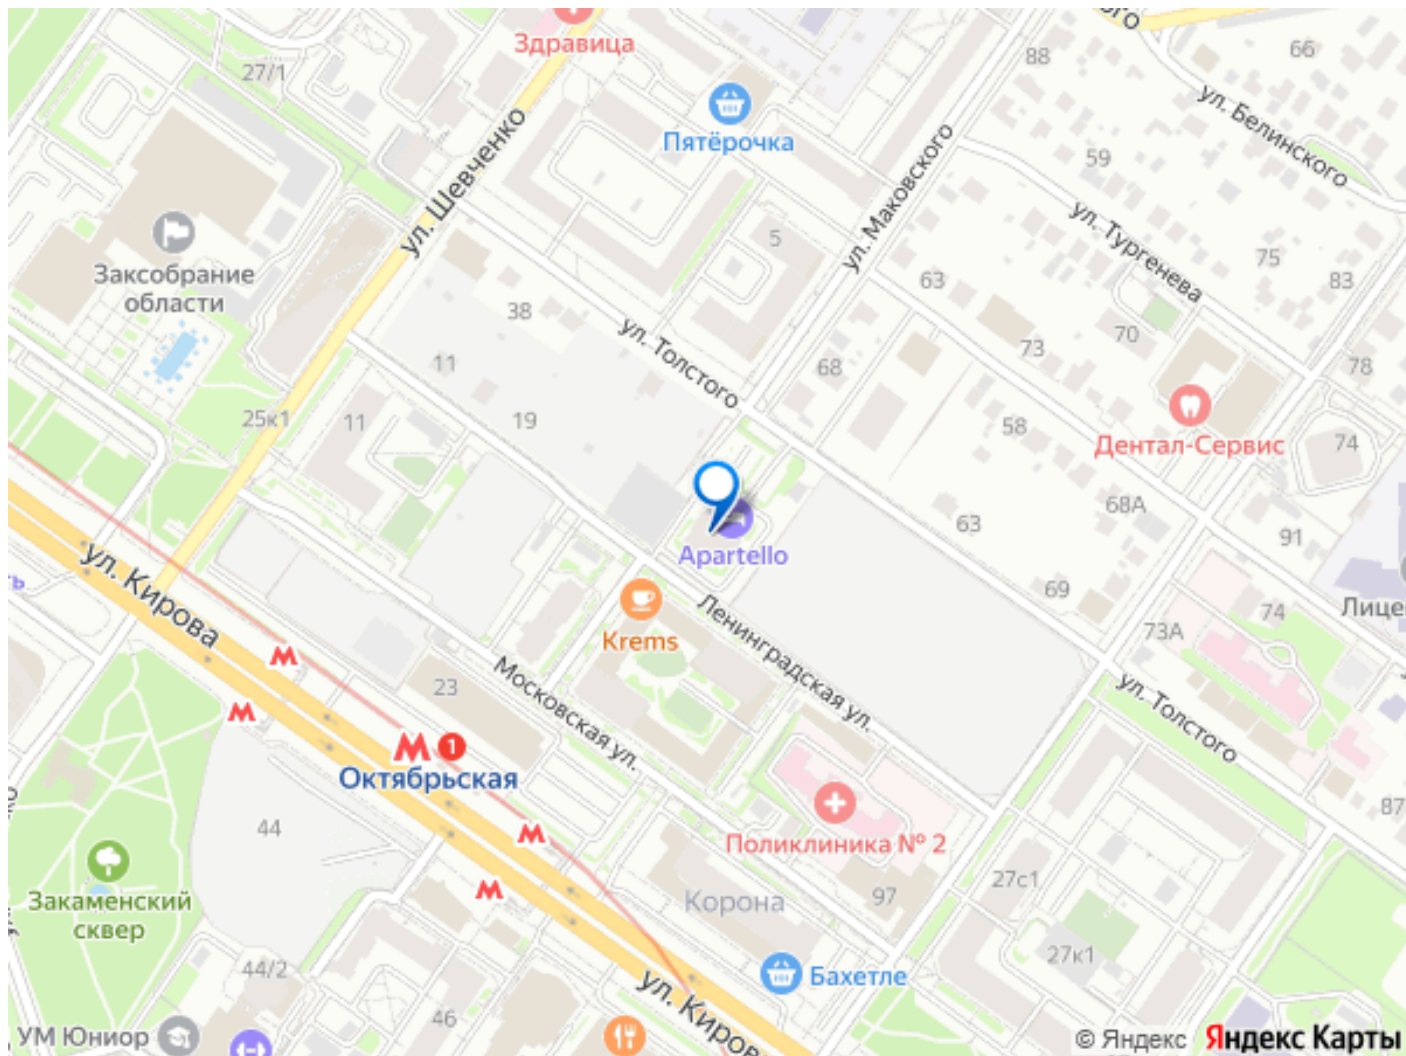 Здравица
27/1
Пятёрочка
88
66
ул. Белинского
59
ул. Шевченко
ул. Маковского
ул. Тургенева
Заксобрание
области
5
63
75
83
38
ул. Толстого
70
73
68
78
11
19
25к1
11
58
Дентал-Сервис
74
63
68А
91
Apartello
ул. Кирова
Krems
Ленинградская ул.
69
73А
74
Лице
23
Московская ул.
ул. Толстого
1
Октябрьская
44
Поликлиника № 2
87
Закаменский
сквер
Корона
97
27с1
27к1
44/2
Бахетле
ул. Киров
46
УМ Юниор
© Яндекс Яндекс Карты